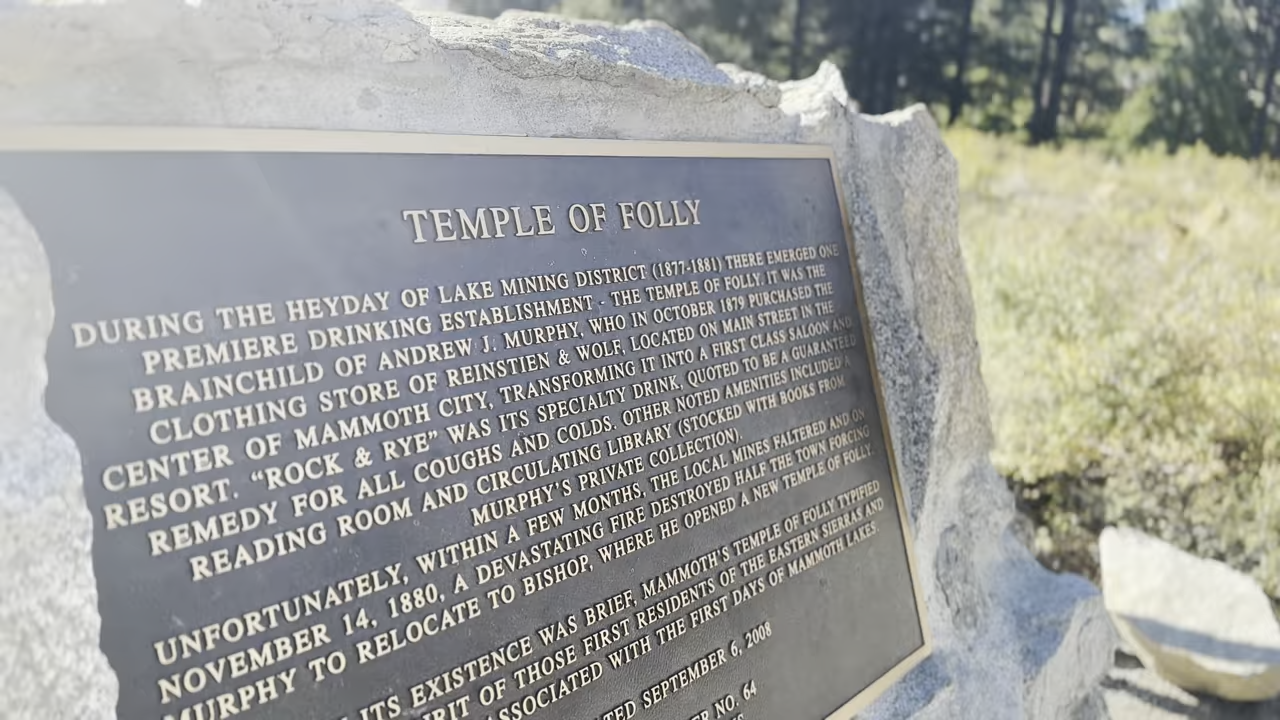 TEMPLE OF FOLLY
DURING THE HEYDAY OF LAKE MINING DISTRICT (1877-1881) THERE EMERGED ONE
PREMIERE DRINKING ESTABLISHMENT - THE TEMPLE OF FOLLY. IT WAS THE
BRAINCHILD OF ANDREW J. MURPHY, WHO IN OCTOBER 1879 PURCHASED THE
CLOTHING STORE OF REINSTIEN & WOLF, LOCATED ON MAIN STREET IN THE
CENTER OF MAMMOTH CITY, TRANSFORMING IT INTO A FIRST CLASS SALOON AND
RESORT. “ROCK & RYE” WAS ITS SPECIALTY DRINK, QUOTED TO BE A GUARANTEED
REMEDY FOR ALL COUGHS AND COLDS. OTHER NOTED AMENITIES INCLUDED A
READING ROOM AND CIRCULATING LIBRARY (STOCKED WITH BOOKS FROM
MURPHY’S PRIVATE COLLECTION).
UNFORTUNATELY, WITHIN A FEW MONTHS, THE LOCAL MINES FALTERED AND ON
NOVEMBER 14, 1880, A DEVASTATING FIRE DESTROYED HALF THE TOWN FORCING
MURPHY TO RELOCATE TO BISHOP, WHERE HE OPENED A NEW TEMPLE OF FOLLY.
ITS EXISTENCE WAS BRIEF, MAMMOTH’S TEMPLE OF FOLLY TYPIFIED
OF THOSE FIRST RESIDENTS OF THE EASTERN SIERRAS AND
ASSOCIATED WITH THE FIRST DAYS OF MAMMOTH LAKES.
SEPTEMBER 6, 2008
NO. 64